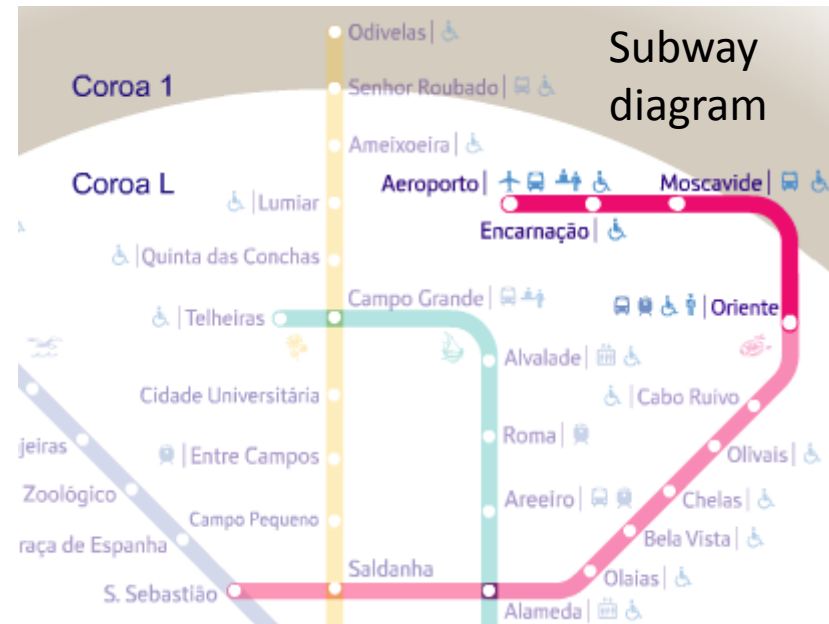 Subway
diagram
Odivelas
Coroa 1
Senhor Roubado
Ameixoeira
Coroa L
Aeroporto
Moscavide
Lumiar
Encarnação
Quinta das Conchas
Campo Grande
Oriente
Telheiras
Alvalade
Cidade Universitária
Cabo Ruivo
jeiras
Entre Campos
Roma
Olivais
Zoológico
Campo Pequeno
Areeiro
Chelas
raça de Espanha
Bela Vista
S. Sebastião
Saldanha
Olaias
Alameda